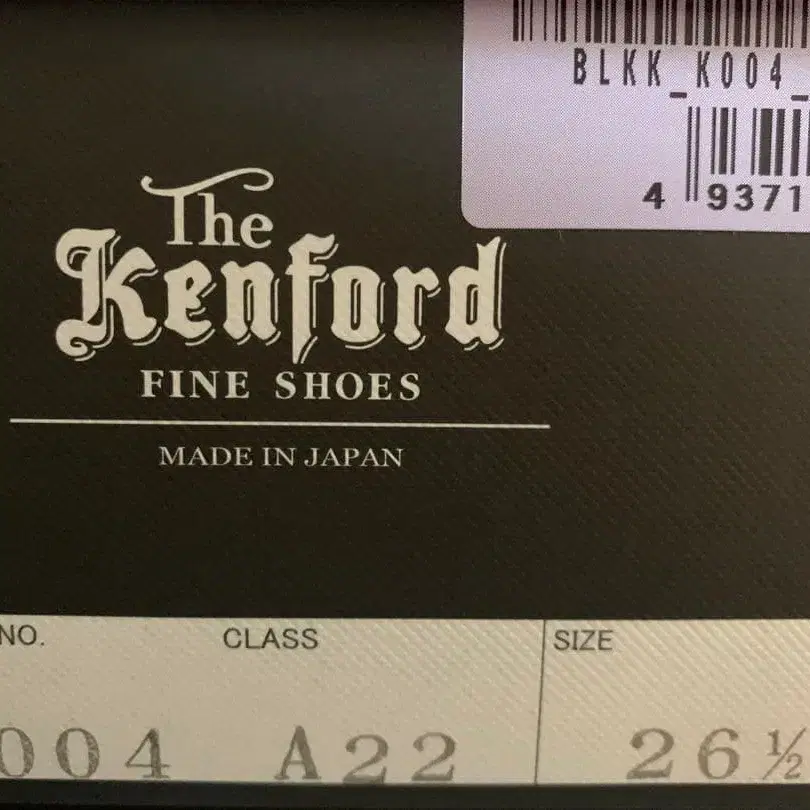 BLKK_K004_
4 9371
The
Kenford
FINE SHOES
MADE IN JAPAN
NO. CLASS SIZE
004 A22 26½